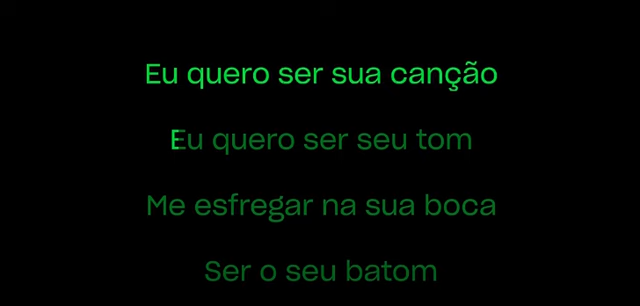 Eu quero ser sua canção
Eu quero ser seu tom
Me esfregar na sua boca
Ser o seu batom